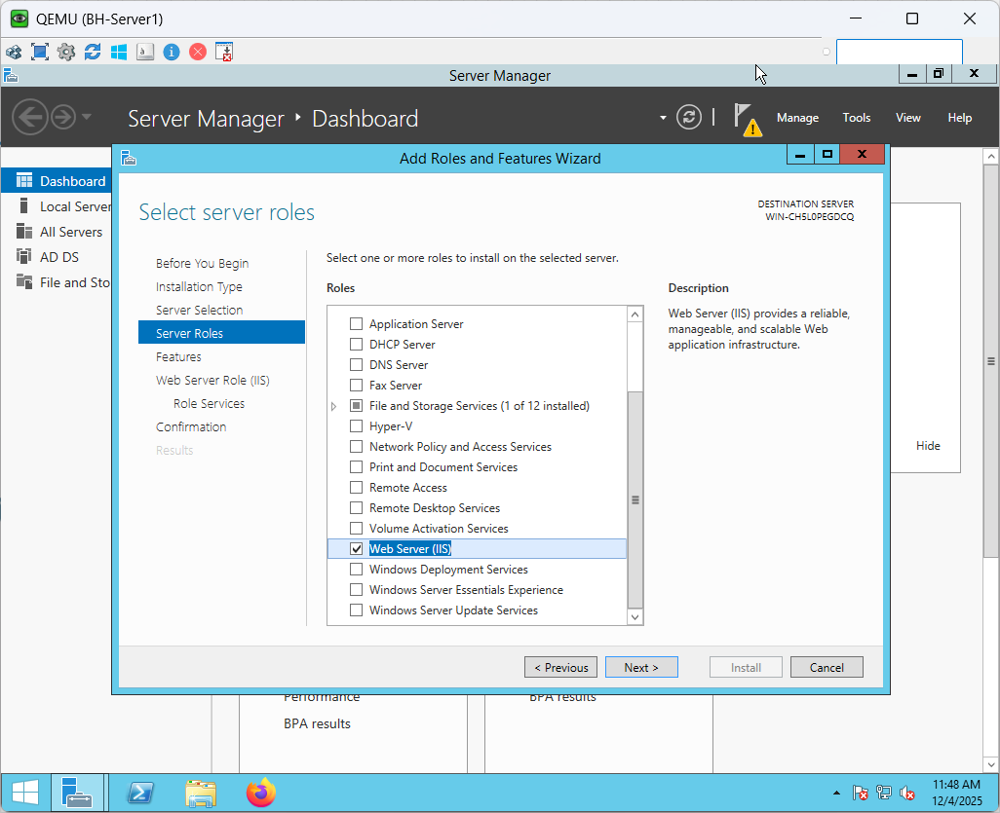 QEMU (BH-Server1)
Server Manager
Server Manager • Dashboard
Manage Tools View Help
Add Roles and Features Wizard
Dashboard
Local Server
All Servers
AD DS
File and Sto
Select server roles
DESTINATION SERVER
WIN-CH5L0PEGDCQ
Before You Begin
Installation Type
Server Selection
Server Roles
Features
Web Server Role (IIS)
Role Services
Confirmation
Results
Select one or more roles to install on the selected server.
Roles
Application Server
DHCP Server
DNS Server
Fax Server
File and Storage Services (1 of 12 installed)
Hyper-V
Network Policy and Access Services
Print and Document Services
Remote Access
Remote Desktop Services
Volume Activation Services
Web Server (IIS)
Windows Deployment Services
Windows Server Essentials Experience
Windows Server Update Services
Description
Web Server (IIS) provides a reliable,
manageable, and scalable Web
application infrastructure.
Hide
< Previous Next > Install Cancel
Performance
BPA results
BPA results
11:48 AM
12/4/2025